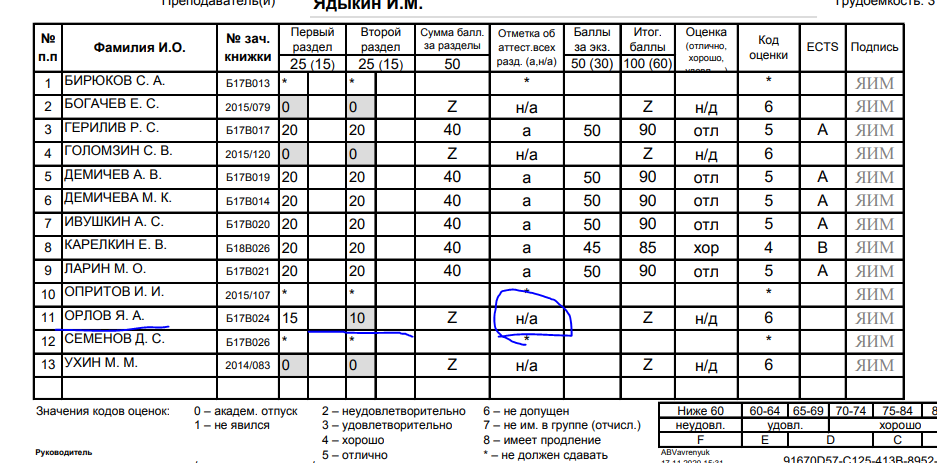 Преподаватель(и) Ядыкин И.М. Трудоемкость: 3
№ п.п Фамилия И.О. № зач. книжки Первый раздел Второй раздел Сумма балл. за разделы Отметка об аттест.всех разд. (а,н/а) Баллы за экз. Итог. баллы Оценка (отлично, хорошо, Код оценки ECTS Подпись
25 (15) 25 (15) 50 50 (30) 100 (60)
1 БИРЮКОВ С. А. Б17В013 * * * * ЯИМ
2 БОГАЧЕВ Е. С. 2015/079 0 0 Z н/а Z н/д 6 ЯИМ
3 ГЕРИЛИВ Р. С. Б17В017 20 20 40 а 50 90 отл 5 A ЯИМ
4 ГОЛОМЗИН С. В. 2015/120 0 0 Z н/а Z н/д 6 ЯИМ
5 ДЕМИЧЕВ А. В. Б17В019 20 20 40 а 50 90 отл 5 A ЯИМ
6 ДЕМИЧЕВА М. К. Б17В014 20 20 40 а 50 90 отл 5 A ЯИМ
7 ИВУШКИН А. С. Б17В020 20 20 40 а 50 90 отл 5 A ЯИМ
8 КАРЕЛКИН Е. В. Б18В026 20 20 40 а 45 85 хор 4 B ЯИМ
9 ЛАРИН М. О. Б17В021 20 20 40 а 50 90 отл 5 A ЯИМ
10 ОПРИТОВ И. И. 2015/107 * * * * ЯИМ
11 ОРЛОВ Я. А. Б17В024 15 10 Z н/а Z н/д 6 ЯИМ
12 СЕМЕНОВ Д. С. Б17В026 * * * * ЯИМ
13 УХИН М. М. 2014/083 0 0 Z н/а Z н/д 6 ЯИМ
Значения кодов оценок: 0 – академ. отпуск 2 – неудовлетворительно 6 – не допущен Ниже 60 60-64 65-69 70-74 75-84 8
1 – не явился 3 – удовлетворительно 7 – не им. в группе (отчисл.) неудовл. удовл. хорошо
4 – хорошо 8 – имеет продление F E D C
5 – отлично * – не должен сдавать
Руководитель ABVavrenyuk
17.11.2020 15:31 91670D57-C125-413B-8952-